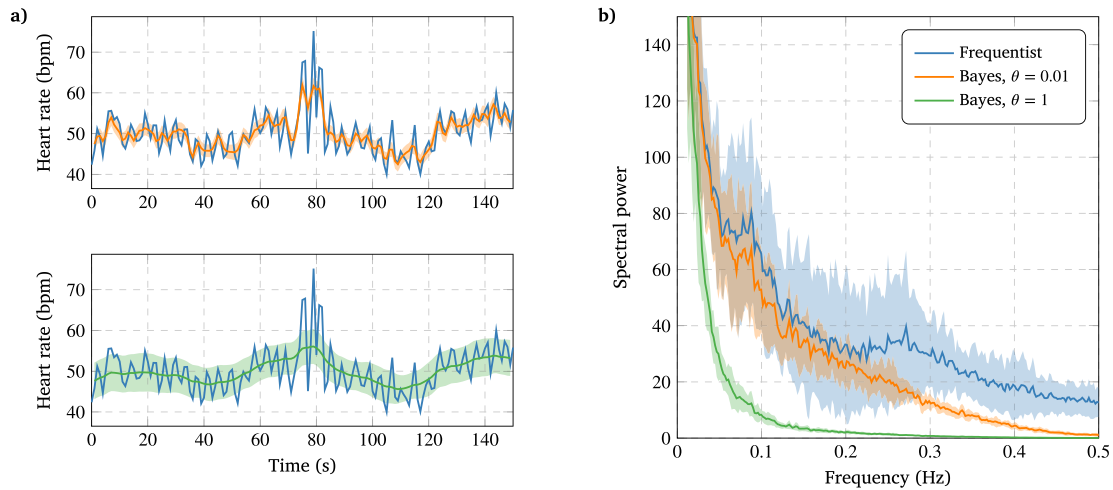 a)
Heart rate (bpm)
70
60
50
40
0 20 40 60 80 100 120 140
Heart rate (bpm)
70
60
50
40
0 20 40 60 80 100 120 140
Time (s)
b)
Spectral power
140
120
100
80
60
40
20
0
Frequentist
Bayes, θ = 0.01
Bayes, θ = 1
0 0.1 0.2 0.3 0.4 0.5
Frequency (Hz)